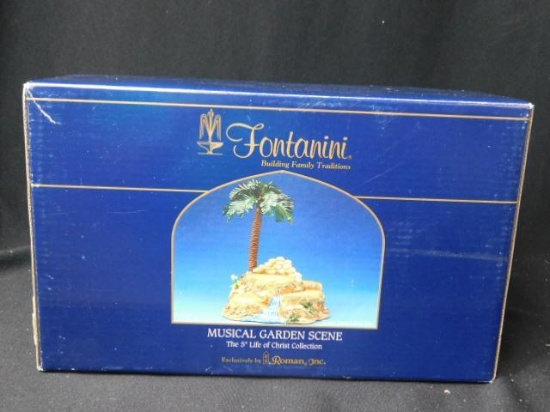 Fontanini®
Building Family Traditions
MUSICAL GARDEN SCENE
The 5" Life of Christ Collection
Exclusively by Roman, Inc.